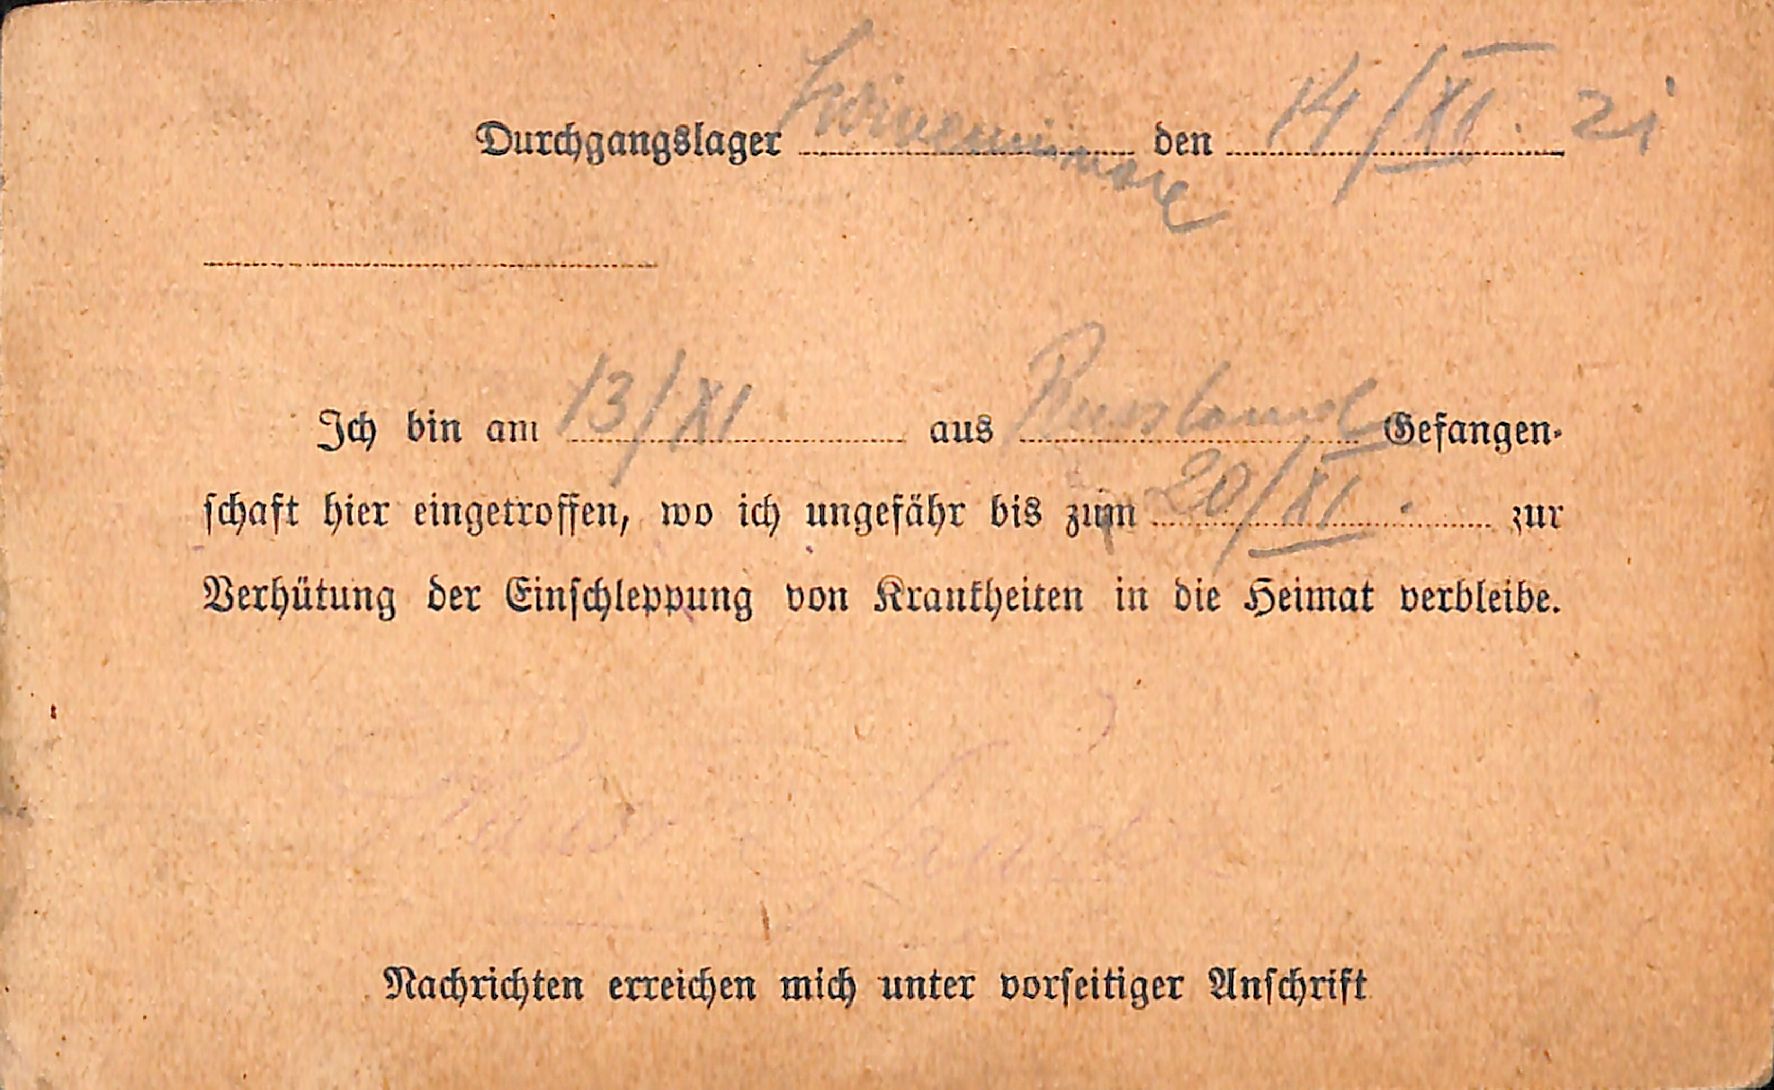 Durchgangslager Swinemünde den 14/XI. 21
Ich bin am 13/XI aus Russland Gefangen-
schaft hier eingetroffen, wo ich ungefähr bis zum 20/XI. zur
Verhütung der Einschleppung von Krankheiten in die Heimat verbleibe.
Nachrichten erreichen mich unter vorseitiger Anschrift